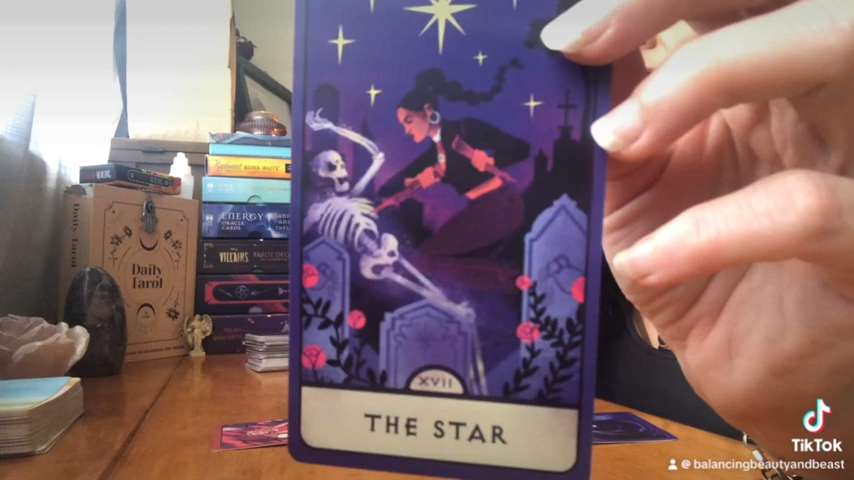 XVII
THE STAR
Daily
Tarot
Daily Tarot
ENERGY
ORACLE
CARDS
VILLAINS
TAROT DECK
TikTok
@balancingbeautyandbeast